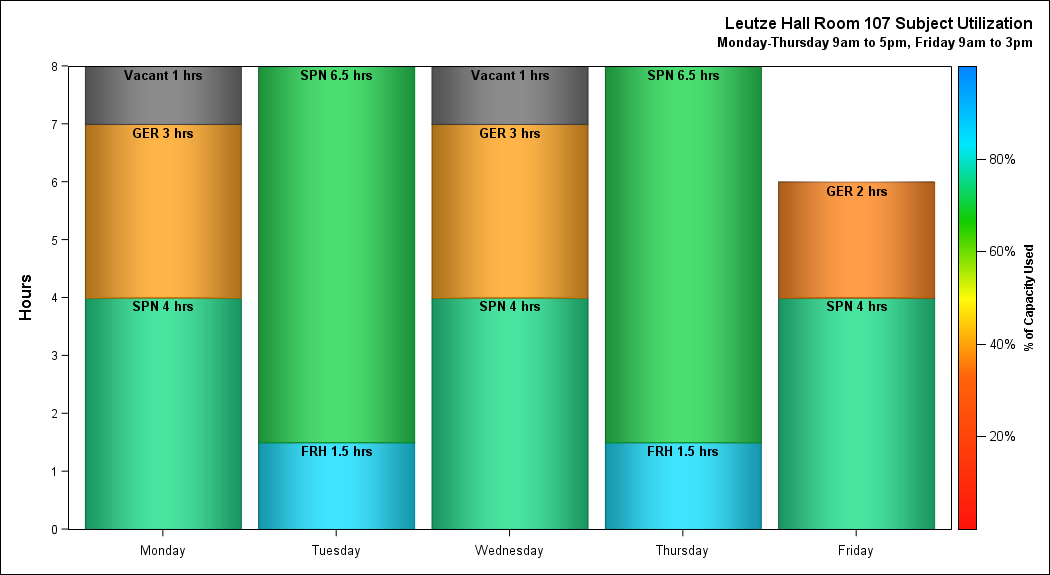 Leutze Hall Room 107 Subject Utilization
Monday-Thursday 9am to 5pm, Friday 9am to 3pm
Hours
8
7
6
5
4
3
2
1
0
Vacant 1 hrs
GER 3 hrs
SPN 4 hrs
SPN 6.5 hrs
FRH 1.5 hrs
Vacant 1 hrs
GER 3 hrs
SPN 4 hrs
SPN 6.5 hrs
FRH 1.5 hrs
GER 2 hrs
SPN 4 hrs
Monday
Tuesday
Wednesday
Thursday
Friday
80%
60%
40%
20%
% of Capacity Used